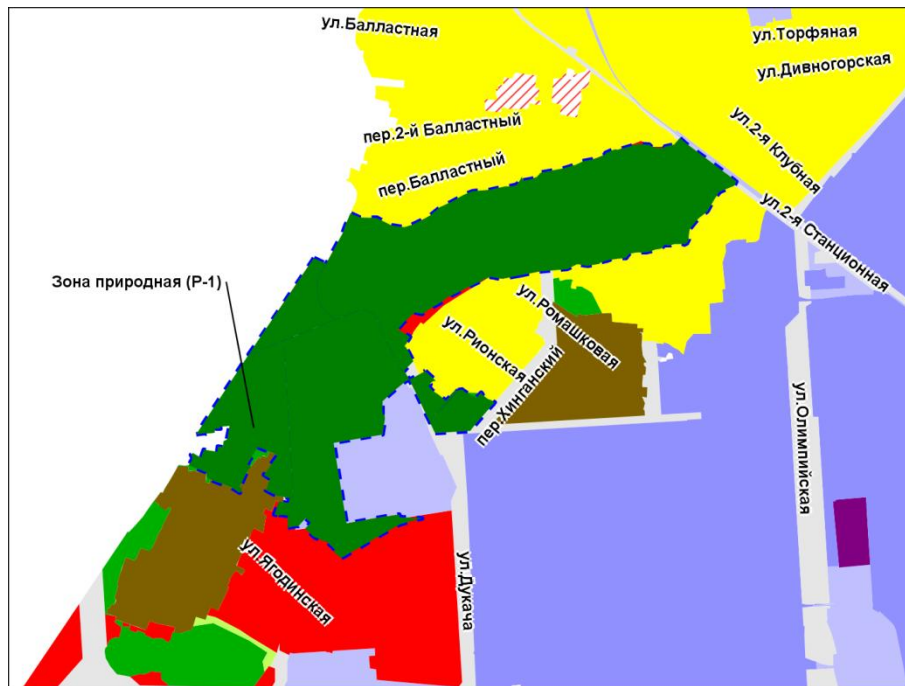 ул.Балластная
ул.Торфяная
ул.Дивногорская
пер.2-й Балластный
ул.2-я Клубная
пер.Балластный
ул.2-я Станционная
Зона природная (Р-1)
ул.Ромашковая
ул.Рионская
пер.Хинганский
ул.Олимпийская
ул.Ягодинская
ул.Дукача